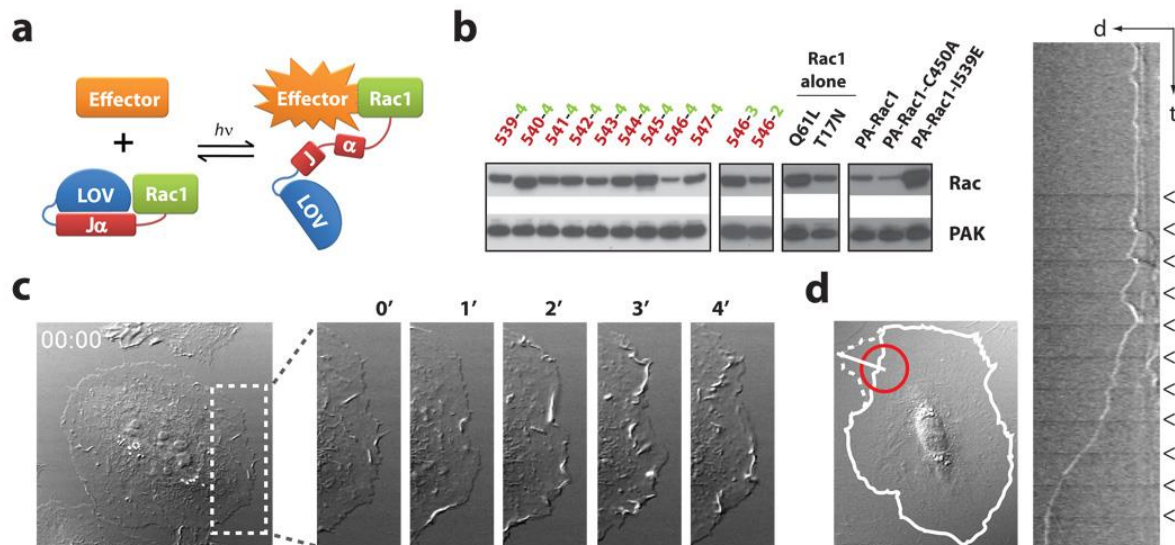 a
Effector
+
LOV
Rac1
Jα
hν
Effector
Rac1
J
α
LOV
b
539-4
540-4
541-4
542-4
543-4
544-4
545-4
546-4
547-4
546-3
546-2
Rac1
alone
Q61L
T17N
PA-Rac1
PA-Rac1-C450A
PA-Rac1-I539E
Rac
PAK
c
00:00
0′
1′
2′
3′
4′
d
d
t